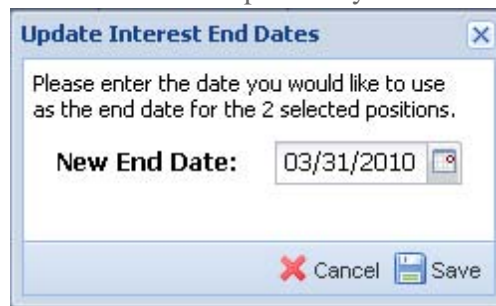 Update Interest End Dates
Please enter the date you would like to use
as the end date for the 2 selected positions.
New End Date: 03/31/2010
Cancel Save